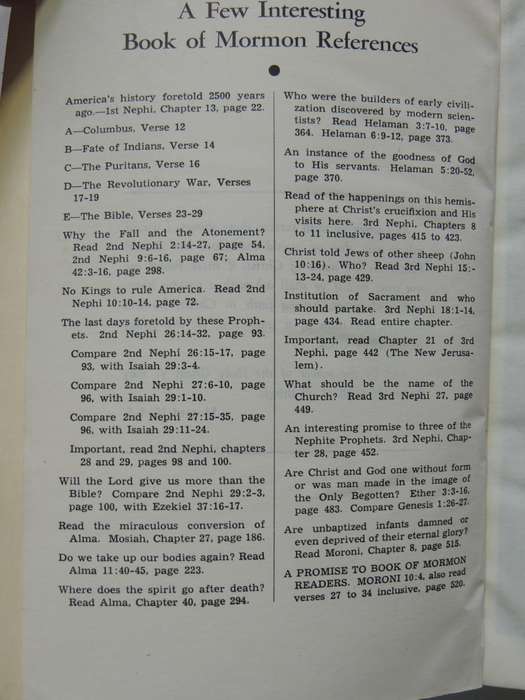 A Few Interesting
Book of Mormon References
America's history foretold 2500 years
ago.—1st Nephi, Chapter 13, page 22.
A—Columbus, Verse 12
B—Fate of Indians, Verse 14
C—The Puritans, Verse 16
D—The Revolutionary War, Verses
17-19
E—The Bible, Verses 23-29
Why the Fall and the Atonement?
Read 2nd Nephi 2:14-27, page 54,
2nd Nephi 9:6-16, page 67; Alma
42:3-16, page 298.
No Kings to rule America. Read 2nd
Nephi 10:10-14, page 72.
The last days foretold by these Proph-
ets. 2nd Nephi 26:14-32, page 93.
Compare 2nd Nephi 26:15-17, page
93, with Isaiah 29:3-4.
Compare 2nd Nephi 27:6-10, page
96, with Isaiah 29:1-10.
Compare 2nd Nephi 27:15-35, page
96, with Isaiah 29:11-24.
Important, read 2nd Nephi, chapters
28 and 29, pages 98 and 100.
Will the Lord give us more than the
Bible? Compare 2nd Nephi 29:2-3,
page 100, with Ezekiel 37:16-17.
Read the miraculous conversion of
Alma. Mosiah, Chapter 27, page 186.
Do we take up our bodies again? Read
Alma 11:40-45, page 223.
Where does the spirit go after death?
Read Alma, Chapter 40, page 294.
Who were the builders of early civili-
zation discovered by modern scien-
tists? Read Helaman 3:7-10, page
364. Helaman 6:9-12, page 373.
An instance of the goodness of God
to His servants. Helaman 5:20-52,
page 370.
Read of the happenings on this hemis-
phere at Christ's crucifixion and His
visits here. 3rd Nephi, Chapters 8
to 11 inclusive, pages 415 to 423.
Christ told Jews of other sheep (John
10:16). Who? Read 3rd Nephi 15:-
13-24, page 429.
Institution of Sacrament and who
should partake. 3rd Nephi 18:1-14,
page 434. Read entire chapter.
Important, read Chapter 21 of 3rd
Nephi, page 442 (The New Jerusa-
lem).
What should be the name of the
Church? Read 3rd Nephi 27, page
449.
An interesting promise to three of the
Nephite Prophets. 3rd Nephi, Chap-
ter 28, page 452.
Are Christ and God one without form
or was man made in the image of
the Only Begotten? Ether 3:3-16,
page 483. Compare Genesis 1:26-27.
Are unbaptized infants damned or
even deprived of their eternal glory?
Read Moroni, Chapter 8, page 515.
A PROMISE TO BOOK OF MORMON
READERS. MORONI 10:4, also read
verses 27 to 34 inclusive, page 520.